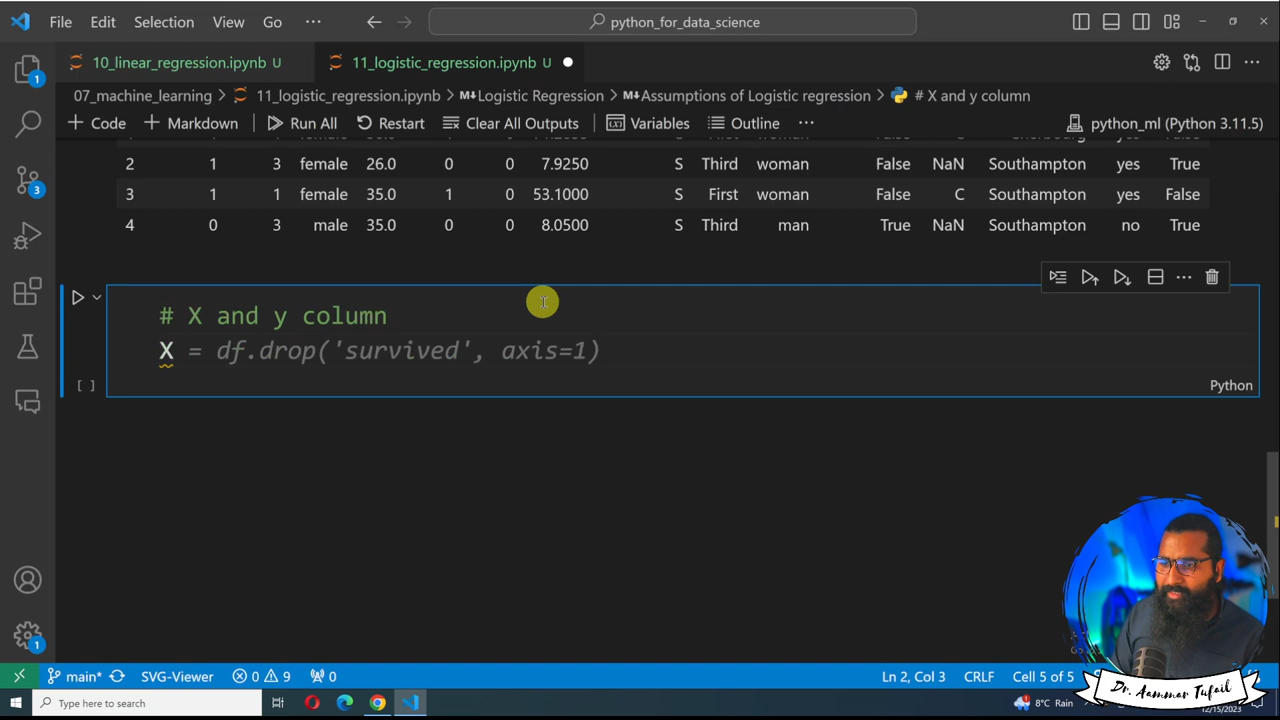 File Edit Selection View Go ··· python_for_data_science
10_linear_regression.ipynb U 11_logistic_regression.ipynb U
07_machine_learning > 11_logistic_regression.ipynb > Logistic Regression > Assumptions of Logistic regression > # X and y column
Code Markdown Run All Restart Clear All Outputs Variables Outline ··· python_ml (Python 3.11.5)
2 1 3 female 26.0 0 0 7.9250 S Third woman False NaN Southampton yes True
3 1 1 female 35.0 1 0 53.1000 S First woman False C Southampton yes False
4 0 3 male 35.0 0 0 8.0500 S Third man True NaN Southampton no True
# X and y column
X = df.drop('survived', axis=1)
[ ] Python
main* SVG-Viewer 0 9 0 Ln 2, Col 3 CRLF Cell 5 of 5
Type here to search 8°C Rain 12/15/2023
Dr. Aammar Tufail
1
3
1